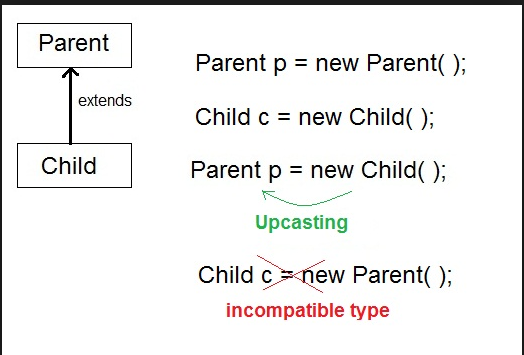 Parent
extends
Child
Parent p = new Parent( );
Child c = new Child( );
Parent p = new Child( );
Upcasting
Child c = new Parent( );
incompatible type